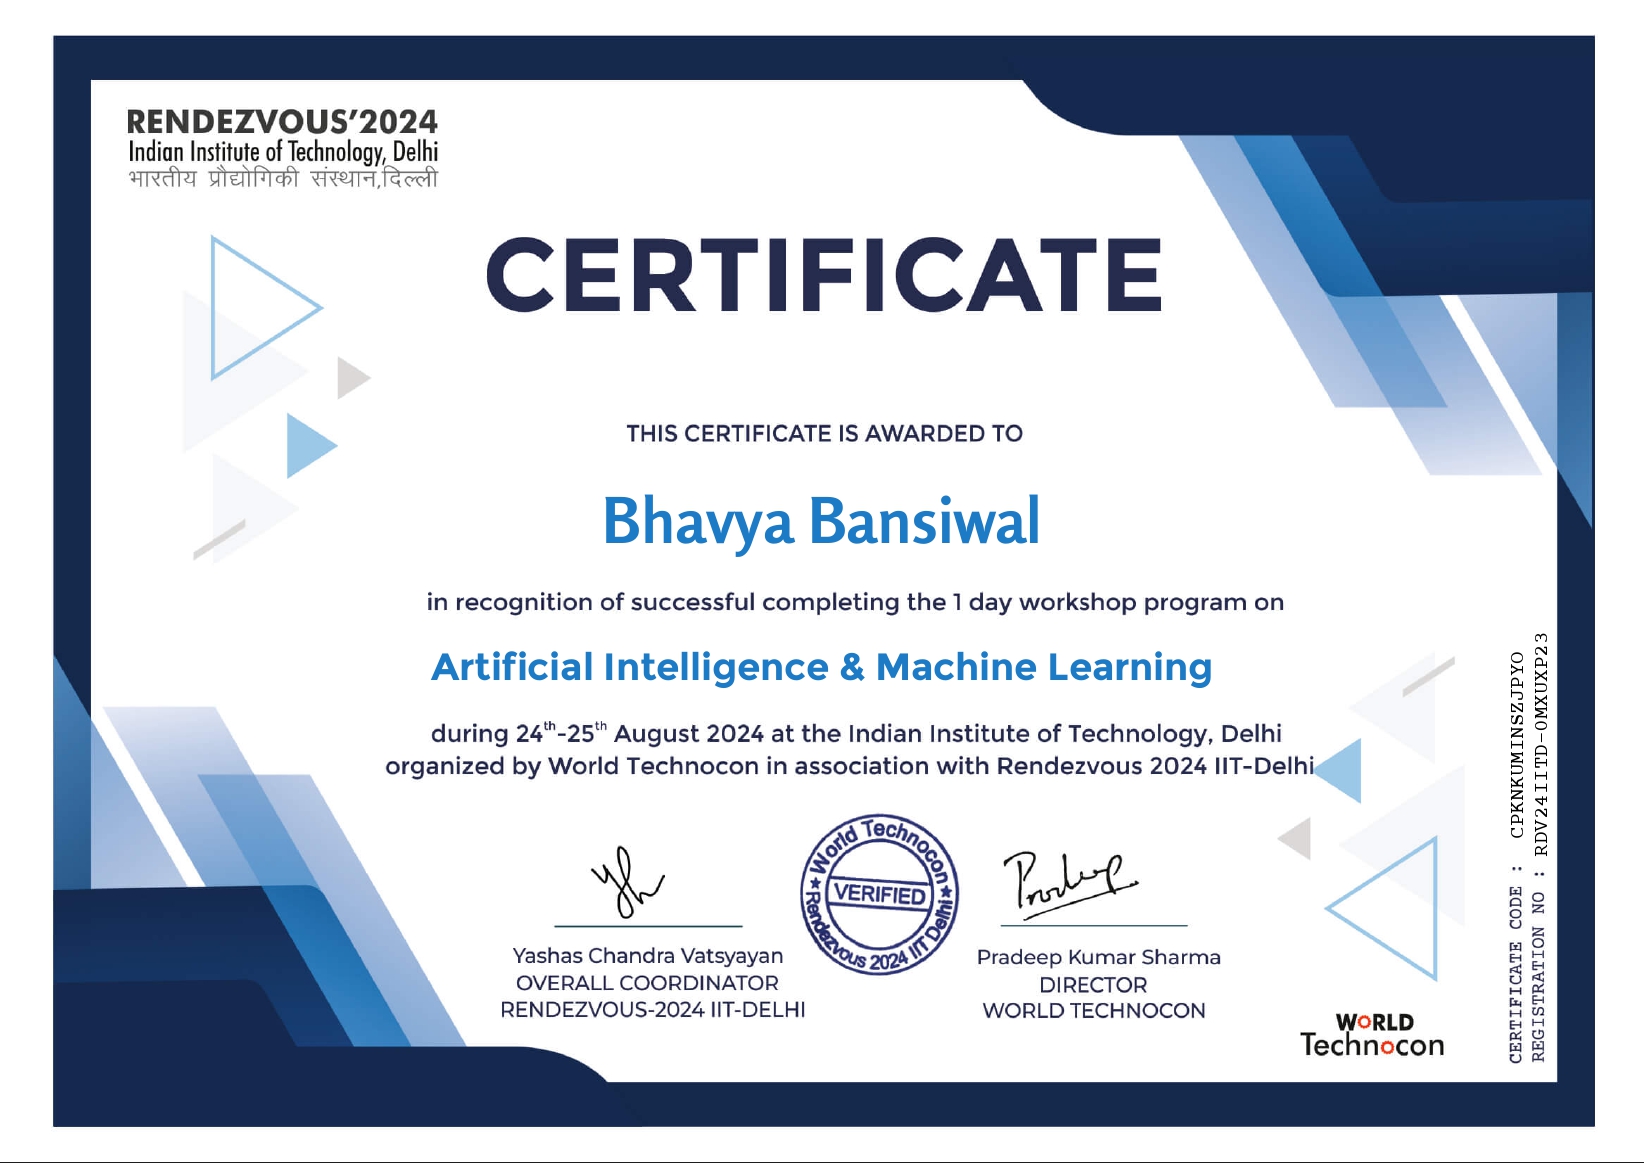 RENDEZVOUS’2024
Indian Institute of Technology, Delhi
भारतीय प्रौद्योगिकी संस्थान,दिल्ली
CERTIFICATE
THIS CERTIFICATE IS AWARDED TO
Bhavya Bansiwal
in recognition of successful completing the 1 day workshop program on
Artificial Intelligence & Machine Learning
during 24th-25th August 2024 at the Indian Institute of Technology, Delhi
organized by World Technocon in association with Rendezvous 2024 IIT-Delhi
World Technocon
VERIFIED
Rendezvous 2024 IIT Delhi
Pradeep
Yashas Chandra Vatsyayan
OVERALL COORDINATOR
RENDEZVOUS-2024 IIT-DELHI
Pradeep Kumar Sharma
DIRECTOR
WORLD TECHNOCON
WORLD
Technocon
CERTIFICATE CODE : CPKNKUMINSZJPYO
REGISTRATION NO : RDV24IITD-0MXUXP23